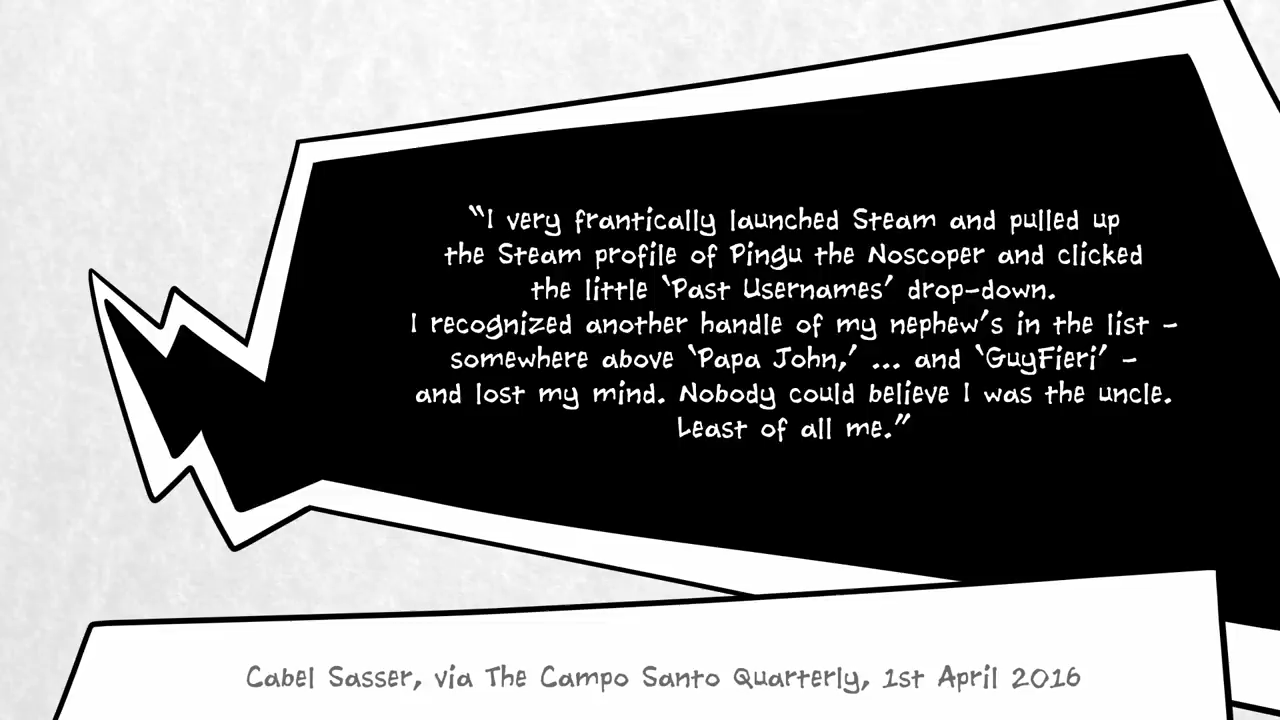 “I very frantically launched Steam and pulled up
the Steam profile of Pingu the Noscoper and clicked
the little ‘Past Usernames’ drop-down.
I recognized another handle of my nephew’s in the list –
somewhere above ‘Papa John,’ ... and ‘GuyFieri’ –
and lost my mind. Nobody could believe I was the uncle.
Least of all me.”
Cabel Sasser, via The Campo Santo Quarterly, 1st April 2016